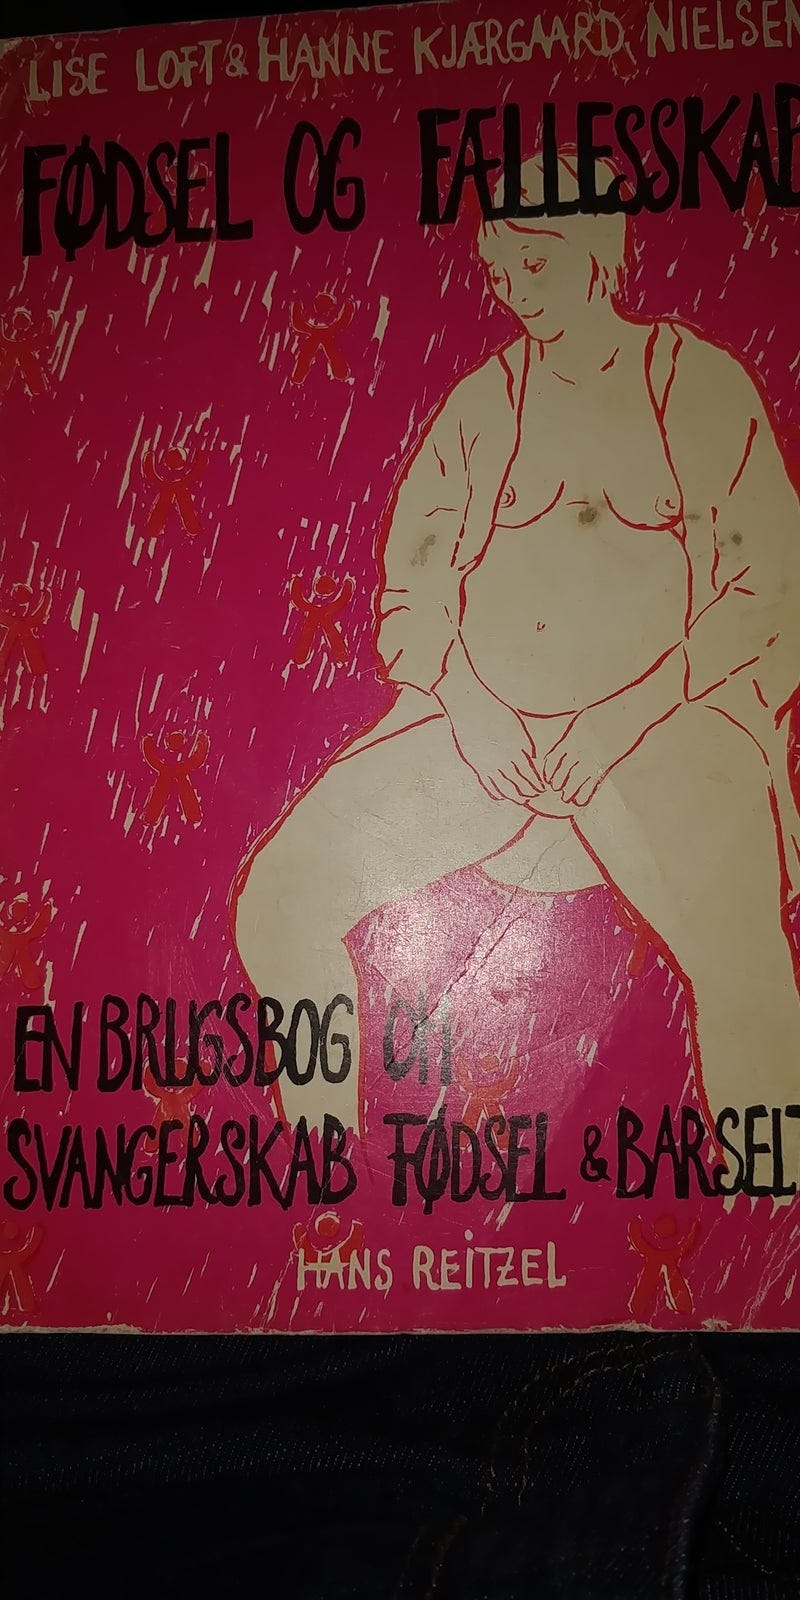 LISE LOFT & HANNE KJÆRGAARD NIELSEN
FØDSEL OG FÆLLESSKAB
EN BRUGSBOG OM
SVANGERSKAB FØDSEL & BARSEL
HANS REITZEL